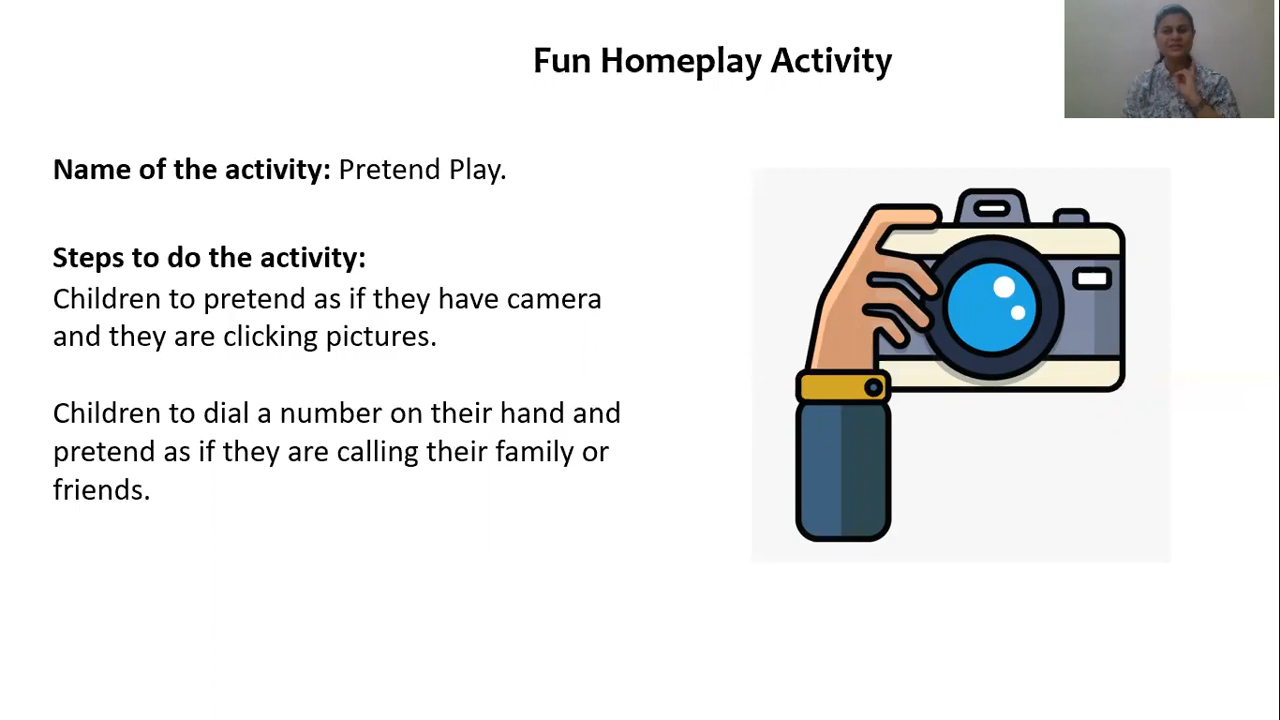 Fun Homeplay Activity
Name of the activity: Pretend Play.
Steps to do the activity:
Children to pretend as if they have camera
and they are clicking pictures.
Children to dial a number on their hand and
pretend as if they are calling their family or
friends.